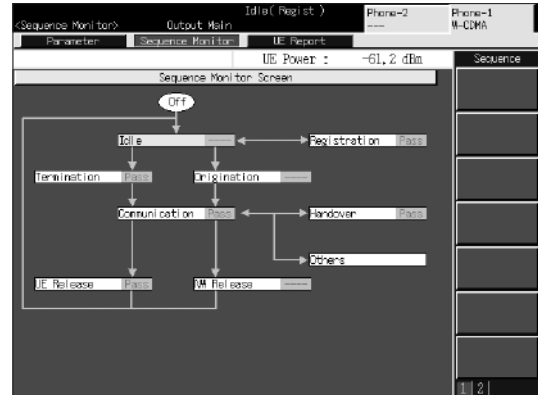 Idle( Regist ) Phone-2 Phone-1
<Sequence Monitor> Output Main --- W-CDMA
Parameter Sequence Monitor UE Report
UE Power : -61.2 dBm Sequence
Sequence Monitor Screen
Off
Idle ---- Registration Pass
Termination Pass Origination ----
Communication Pass Handover Pass
Others
UE Release Pass NW Release ----
1 2